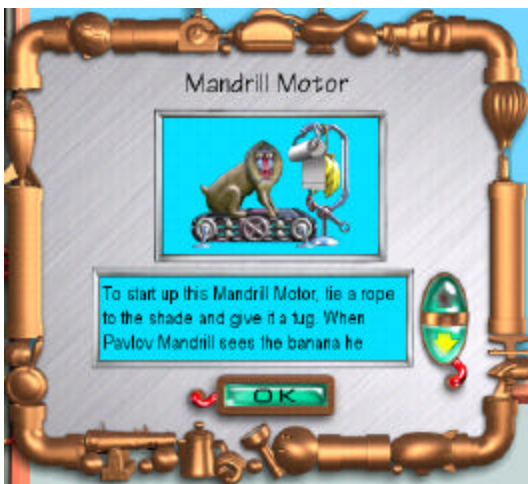 Mandrill Motor
To start up this Mandrill Motor, tie a rope
to the shade and give it a tug. When
Pavlov Mandrill sees the banana he
OK